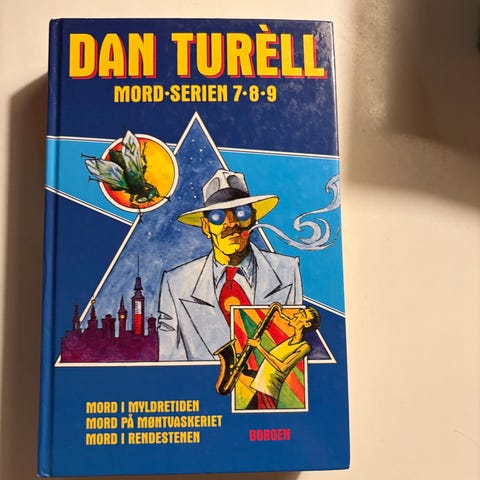 DAN TURÈLL
MORD·SERIEN 7·8·9
MORD I MYLDRETIDEN
MORD PÅ MØNTVASKERIET
MORD I RENDESTENEN
BORGEN